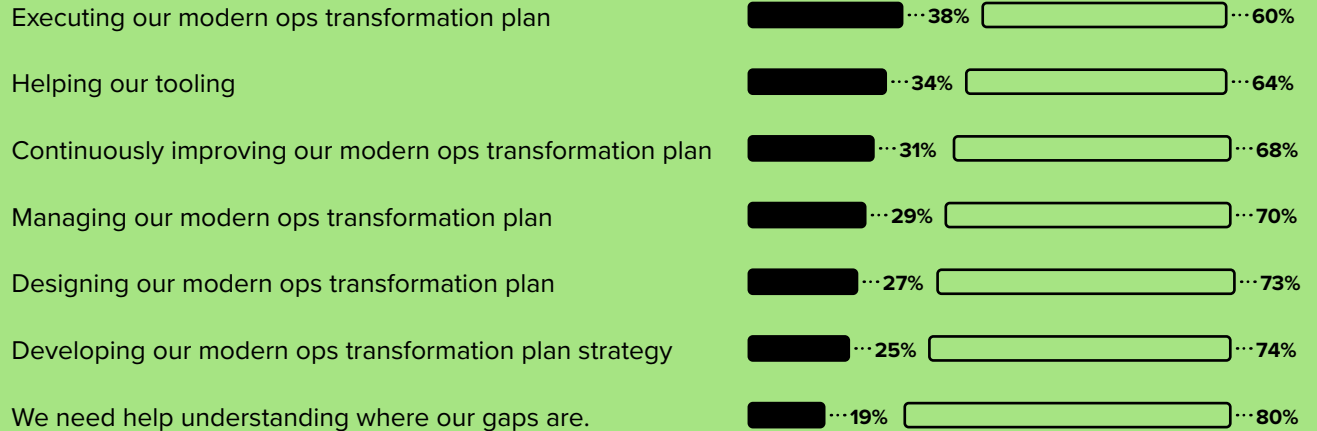 Executing our modern ops transformation plan ...38% ...60%
Helping our tooling ...34% ...64%
Continuously improving our modern ops transformation plan ...31% ...68%
Managing our modern ops transformation plan ...29% ...70%
Designing our modern ops transformation plan ...27% ...73%
Developing our modern ops transformation plan strategy ...25% ...74%
We need help understanding where our gaps are. ...19% ...80%